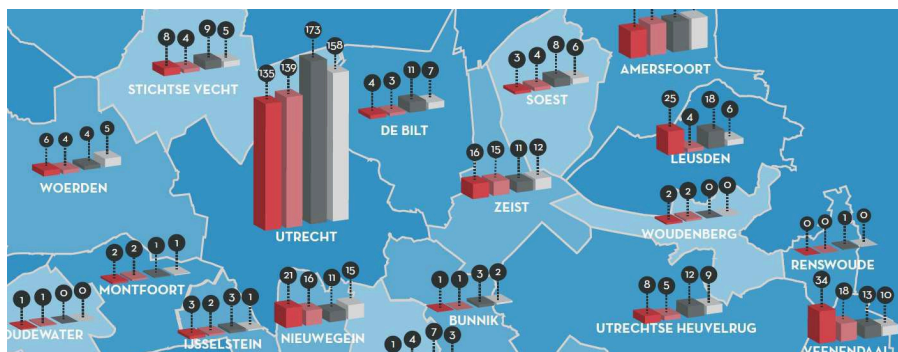 8 4 9 5
STICHTSE VECHT
135 139 173 158
UTRECHT
4 3 11 7
DE BILT
3 4 8 6
SOEST
AMERSFOORT
25 4 18 6
LEUSDEN
6 4 4 5
WOERDEN
16 15 11 12
ZEIST
2 2 0 0
WOUDENBERG
0 0 1 0
RENSWOUDE
2 2 1 1
MONTFOORT
1 1 0 0
OUDEWATER
3 2 3 1
IJSSELSTEIN
21 16 11 15
NIEUWEGEIN
1 1 3 2
BUNNIK
8 5 12 9
UTRECHTSE HEUVELRUG
34 18 13 10
VEENENDAAL
1 4 7 3